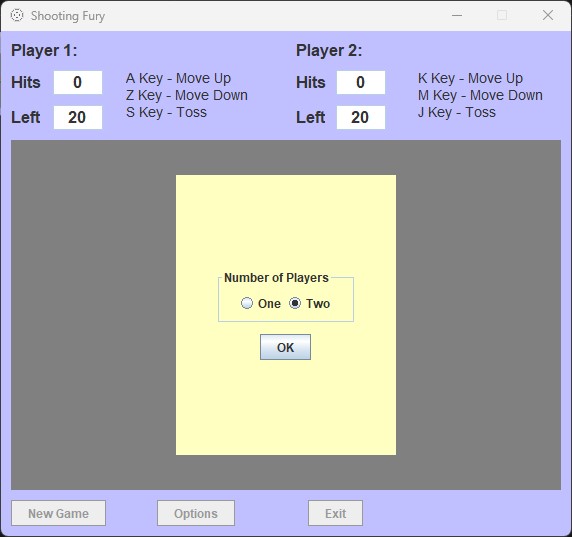 Shooting Fury
Player 1:
Player 2:
Hits 0
A Key - Move Up
Z Key - Move Down
S Key - Toss
Left 20
Hits 0
K Key - Move Up
M Key - Move Down
J Key - Toss
Left 20
Number of Players
One Two
OK
New Game Options Exit